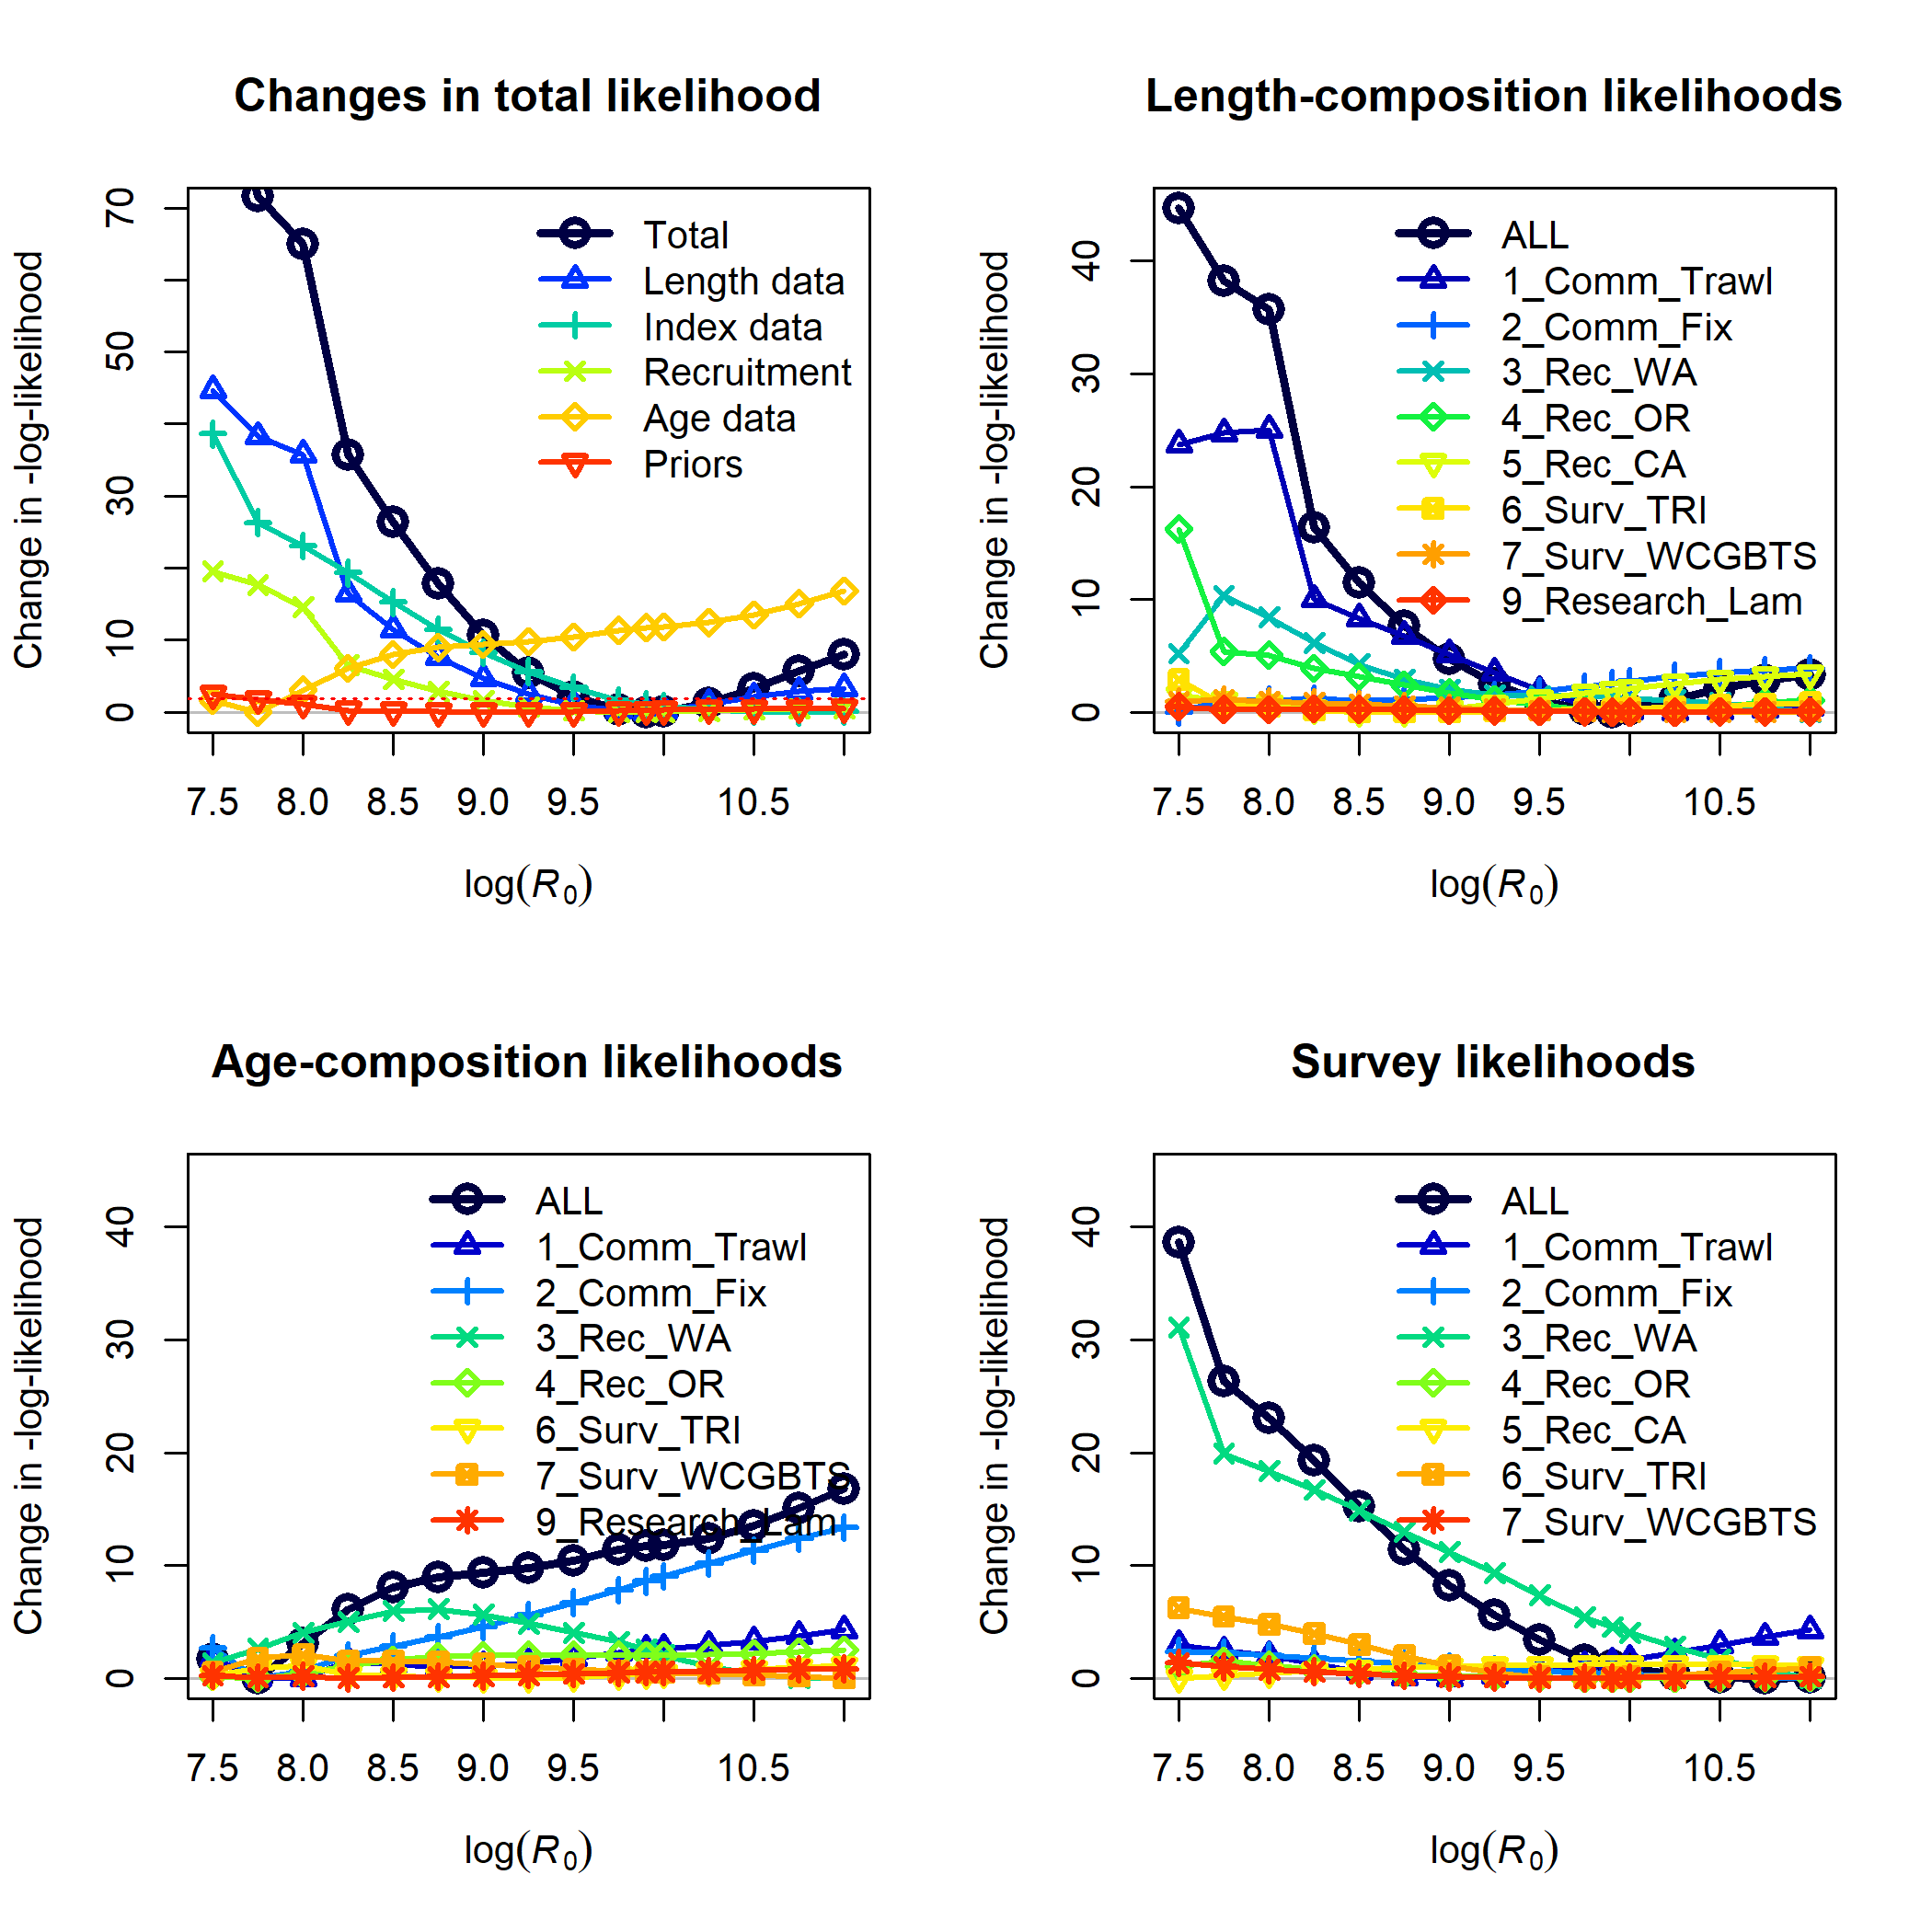 Changes in total likelihood
Change in -log-likelihood
70
50
30
10
0
Total
Length data
Index data
Recruitment
Age data
Priors
7.5 8.0 8.5 9.0 9.5 10.5
log(R0)
Length-composition likelihoods
Change in -log-likelihood
40
30
20
10
0
ALL
1_Comm_Trawl
2_Comm_Fix
3_Rec_WA
4_Rec_OR
5_Rec_CA
6_Surv_TRI
7_Surv_WCGBTS
9_Research_Lam
7.5 8.0 8.5 9.0 9.5 10.5
log(R0)
Age-composition likelihoods
Change in -log-likelihood
40
30
20
10
0
ALL
1_Comm_Trawl
2_Comm_Fix
3_Rec_WA
4_Rec_OR
6_Surv_TRI
7_Surv_WCGBTS
9_Research_Lam
7.5 8.0 8.5 9.0 9.5 10.5
log(R0)
Survey likelihoods
Change in -log-likelihood
40
30
20
10
0
ALL
1_Comm_Trawl
2_Comm_Fix
3_Rec_WA
4_Rec_OR
5_Rec_CA
6_Surv_TRI
7_Surv_WCGBTS
7.5 8.0 8.5 9.0 9.5 10.5
log(R0)